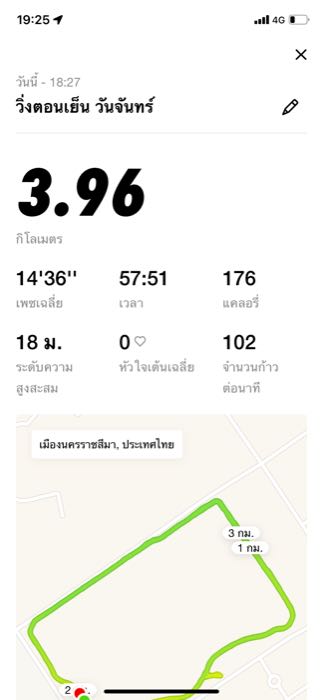 19:25
4G
วันนี้ - 18:27
วิ่งตอนเย็น วันจันทร์
3.96
กิโลเมตร
14'36" 57:51 176
เพซเฉลี่ย เวลา แคลอรี่
18 ม. 0 102
ระดับความ หัวใจเต้นเฉลี่ย จำนวนก้าว
สูงสะสม ต่อนาที
เมืองนครราชสีมา, ประเทศไทย
3 กม.
1 กม.
2